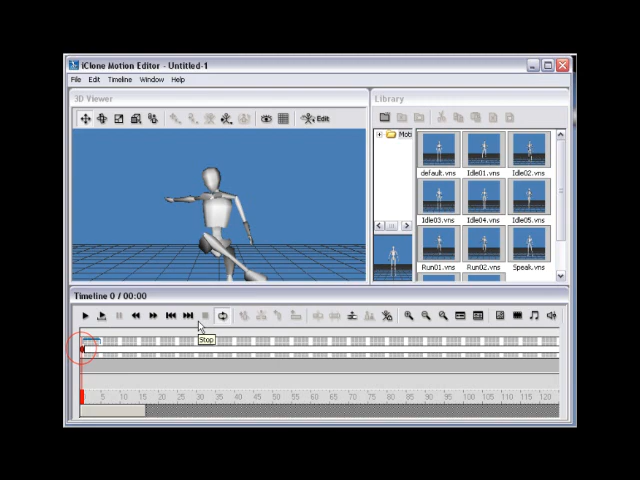 iClone Motion Editor - Untitled-1
File Edit Timeline Window Help
3D Viewer
Library
Edit
Moti
default.vns Idle01.vns Idle02.vns
Idle03.vns Idle04.vns Idle05.vns
Run01.vns Run02.vns Speak.vns
Timeline 0 / 00:00
Stop
5 10 15 20 25 30 35 40 45 50 55 60 65 70 75 80 85 90 95 100 105 110 115 120